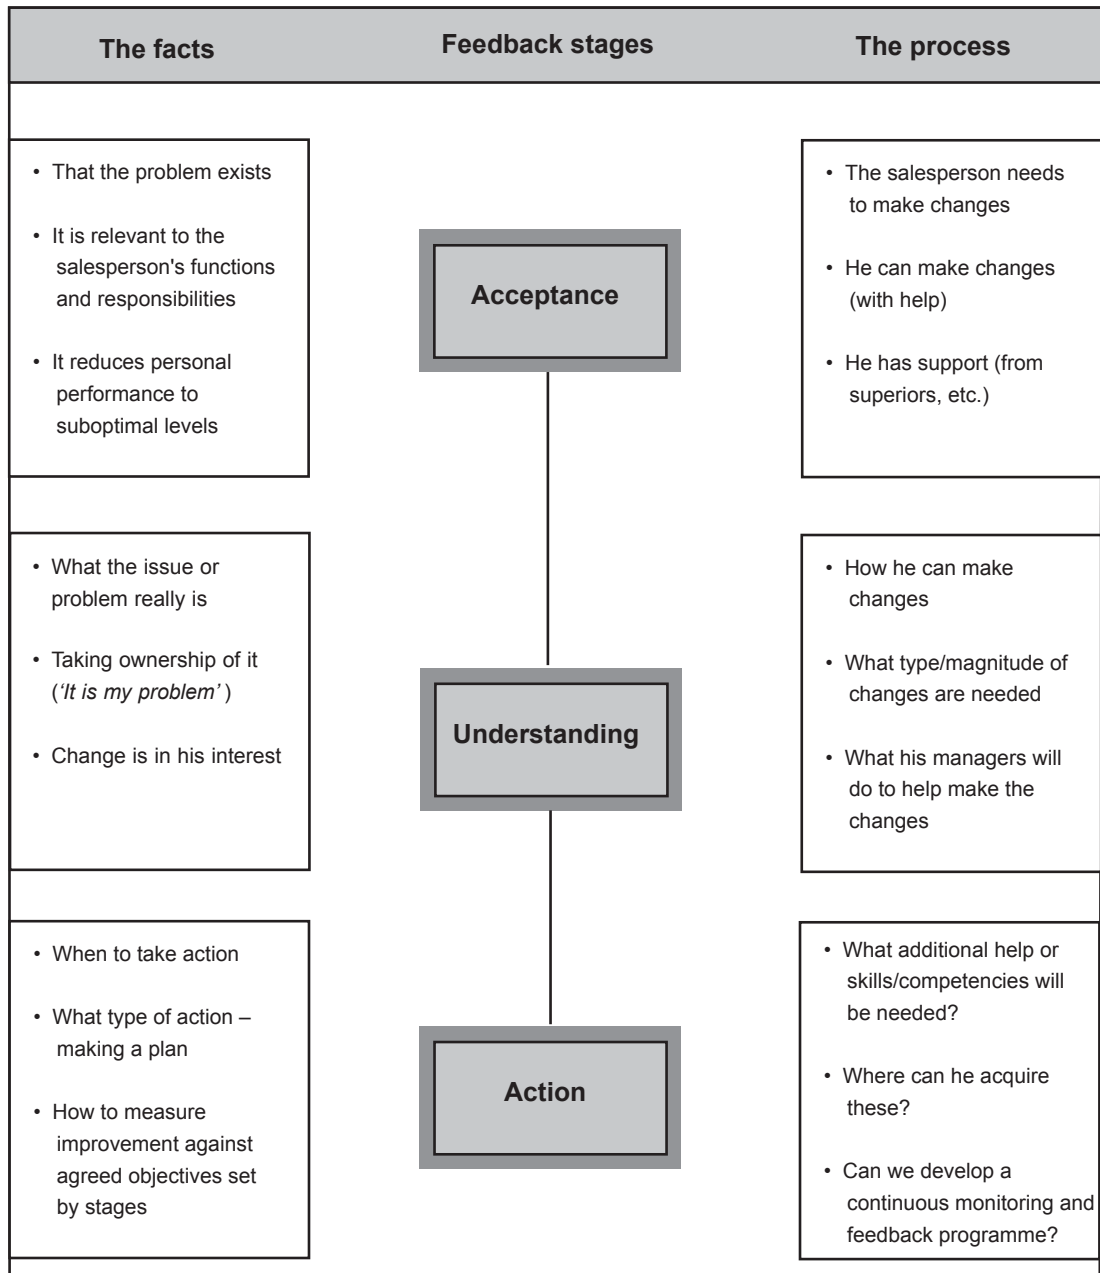 The facts
Feedback stages
The process
• That the problem exists
• It is relevant to the
salesperson's functions
and responsibilities
• It reduces personal
performance to
suboptimal levels
Acceptance
• The salesperson needs
to make changes
• He can make changes
(with help)
• He has support (from
superiors, etc.)
• What the issue or
problem really is
• Taking ownership of it
(‘It is my problem’ )
• Change is in his interest
Understanding
• How he can make
changes
• What type/magnitude of
changes are needed
• What his managers will
do to help make the
changes
• When to take action
• What type of action –
making a plan
• How to measure
improvement against
agreed objectives set
by stages
Action
• What additional help or
skills/competencies will
be needed?
• Where can he acquire
these?
• Can we develop a
continuous monitoring and
feedback programme?